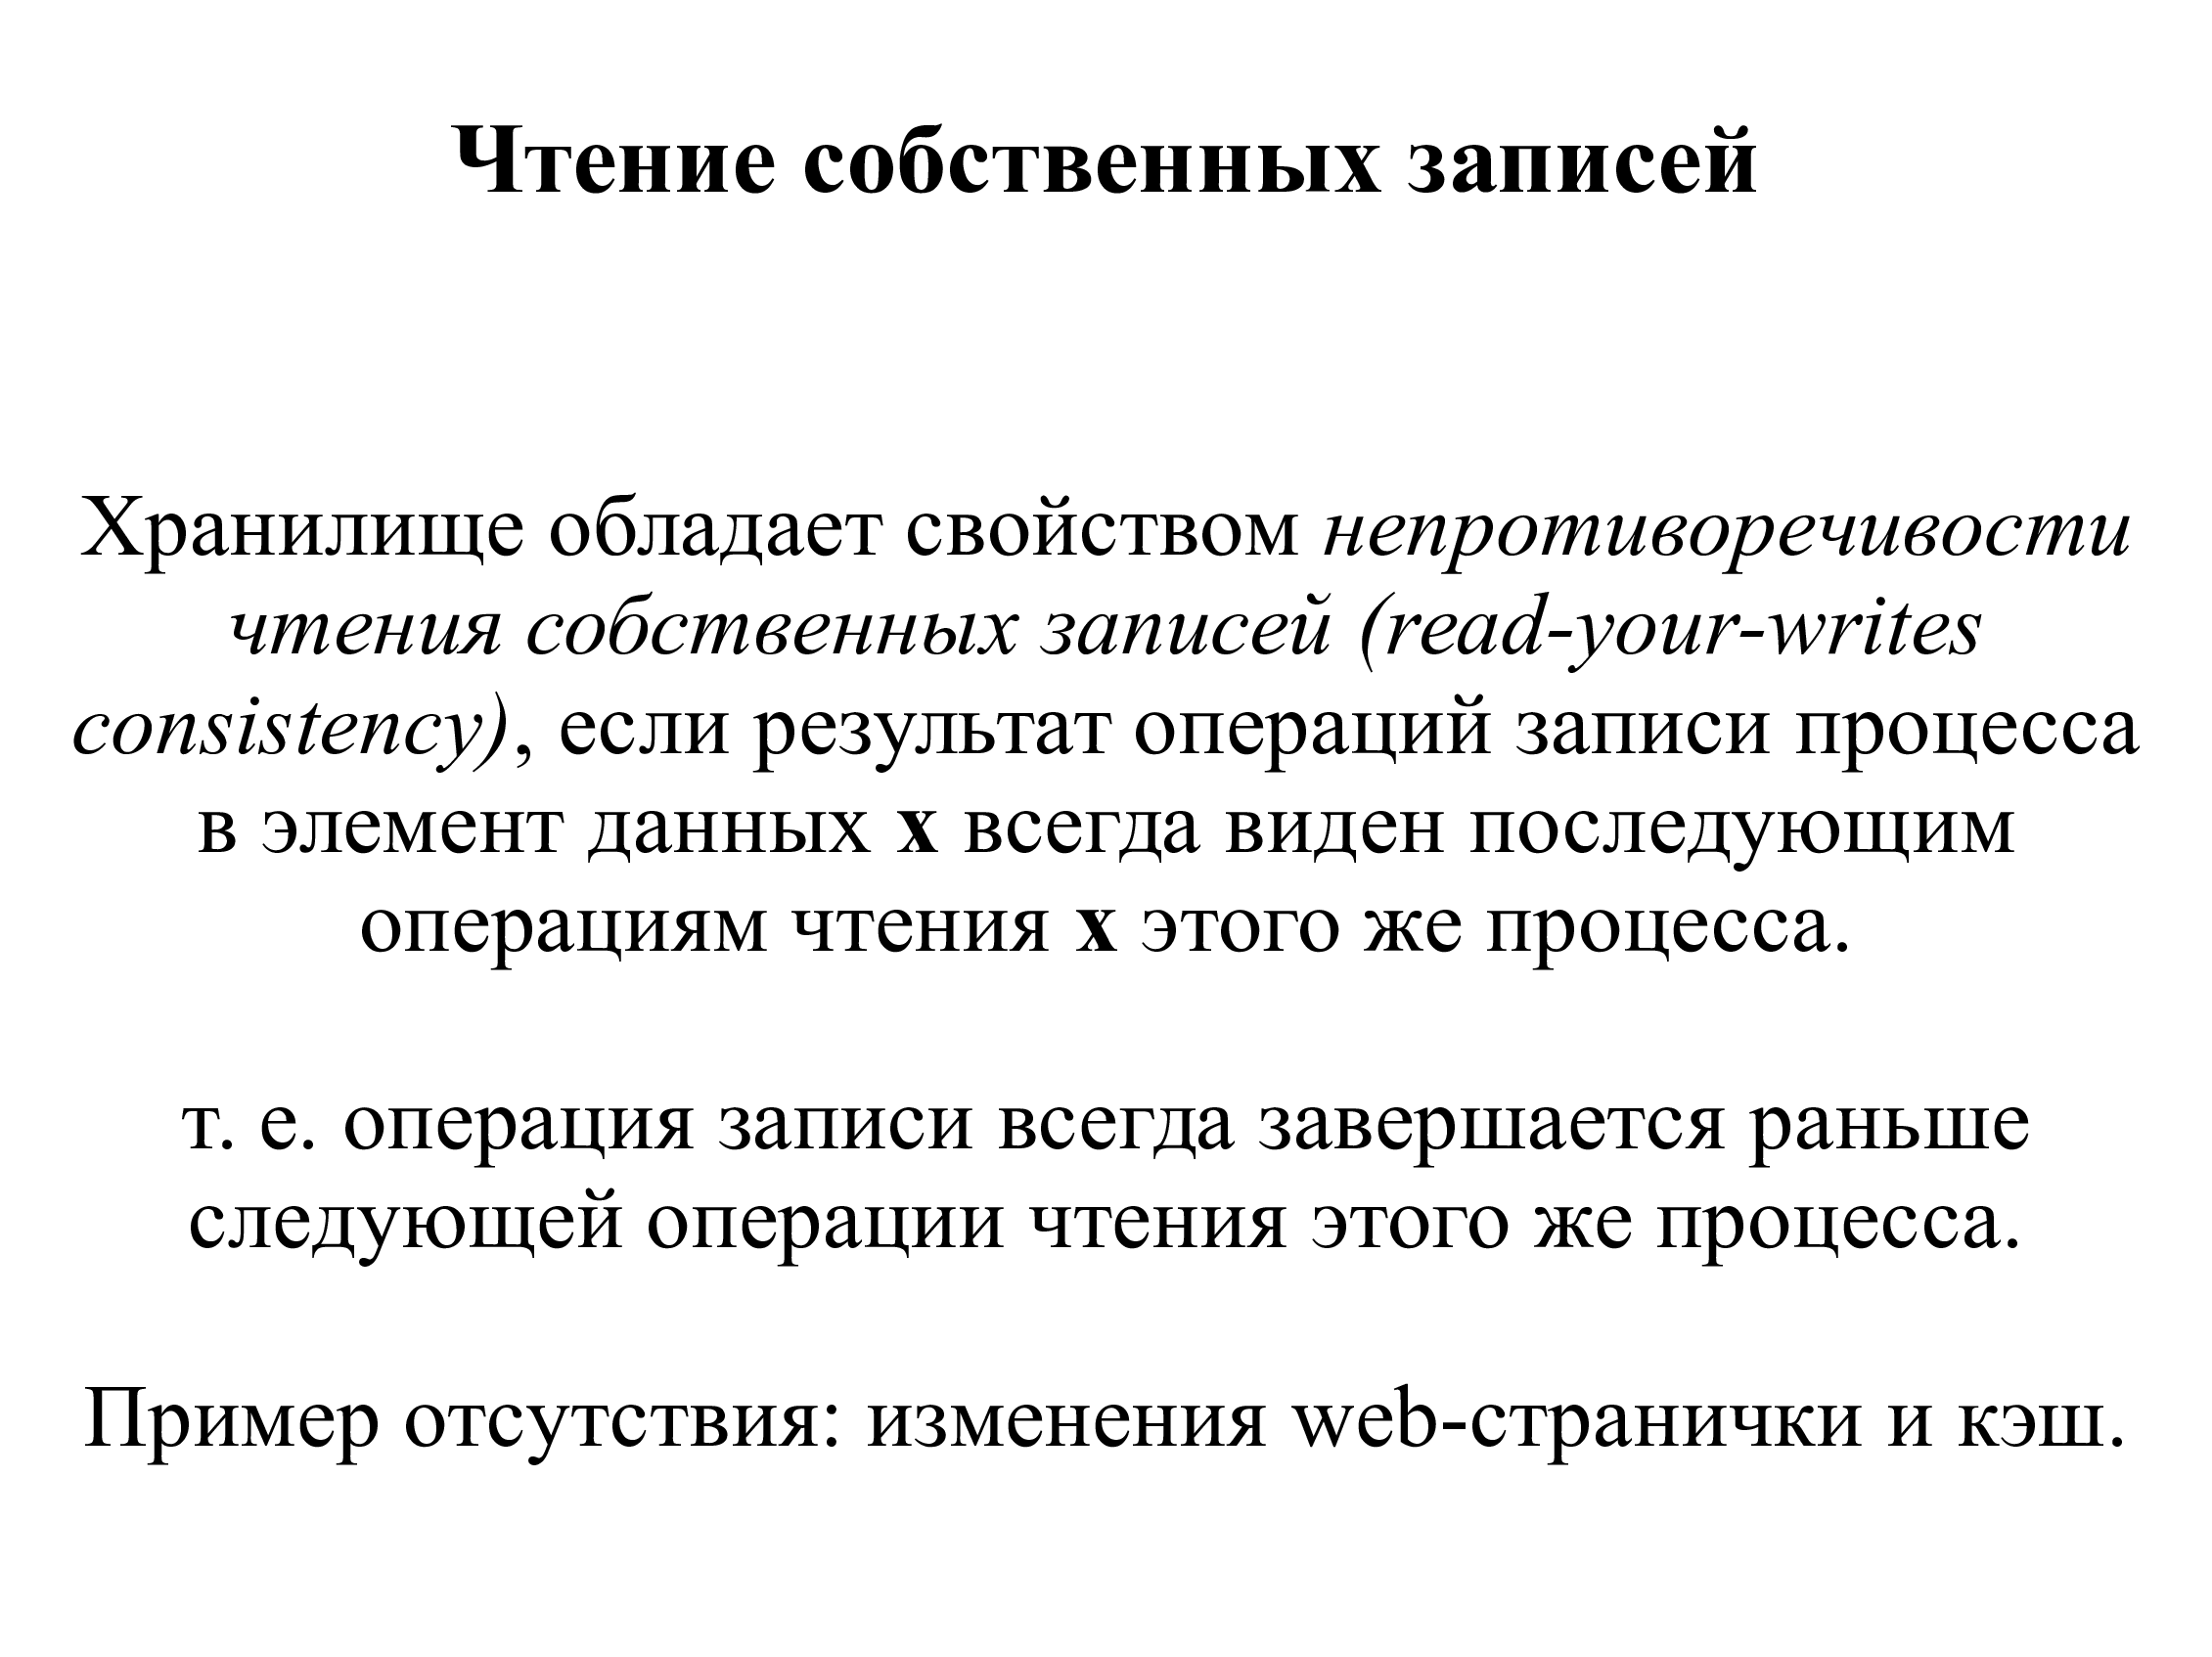 Чтение собственных записей
Хранилище обладает свойством непротиворечивости
чтения собственных записей (read-your-writes
consistency), если результат операций записи процесса
в элемент данных х всегда виден последующим
операциям чтения х этого же процесса.
т. е. операция записи всегда завершается раньше
следующей операции чтения этого же процесса.
Пример отсутствия: изменения web-странички и кэш.